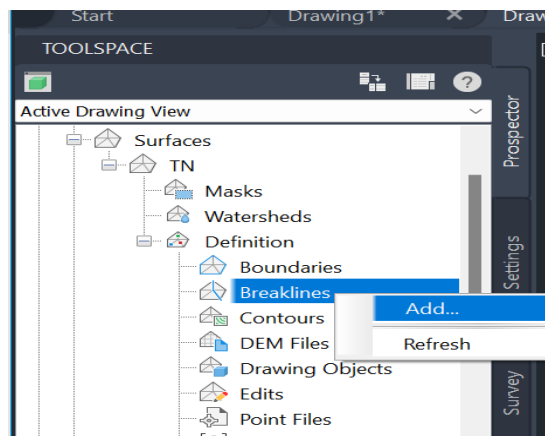 Start Drawing1* Draw
TOOLSPACE
Active Drawing View
Prospector
Settings
Survey
Surfaces
TN
Masks
Watersheds
Definition
Boundaries
Breaklines
Add...
Contours
Refresh
DEM Files
Drawing Objects
Edits
Point Files